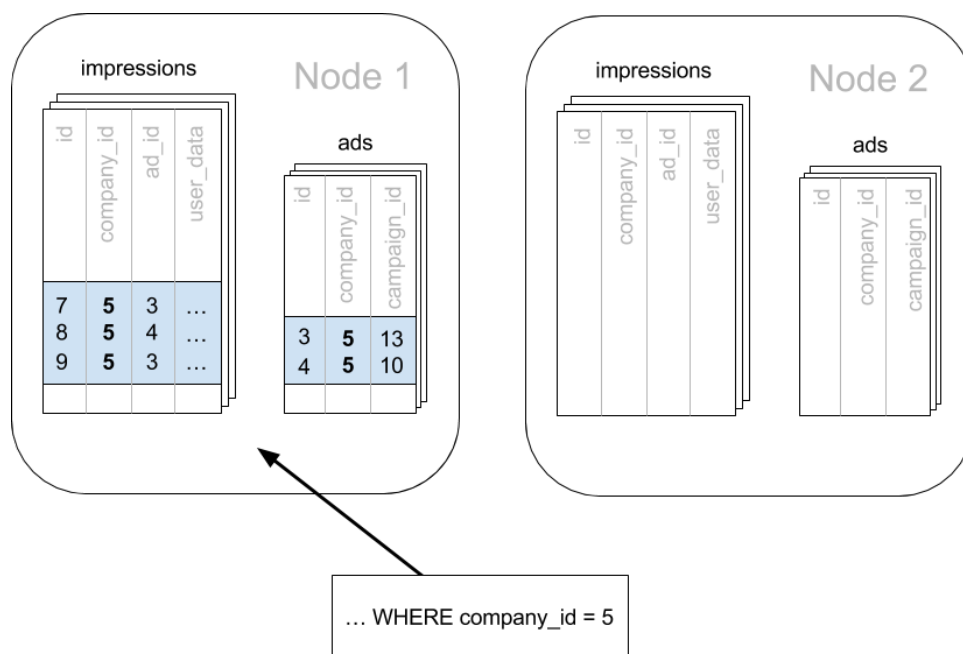 Node 1
impressions
id company_id ad_id user_data
7 5 3 ...
8 5 4 ...
9 5 3 ...
ads
id company_id campaign_id
3 5 13
4 5 10
Node 2
impressions
id company_id ad_id user_data
ads
id company_id campaign_id
... WHERE company_id = 5